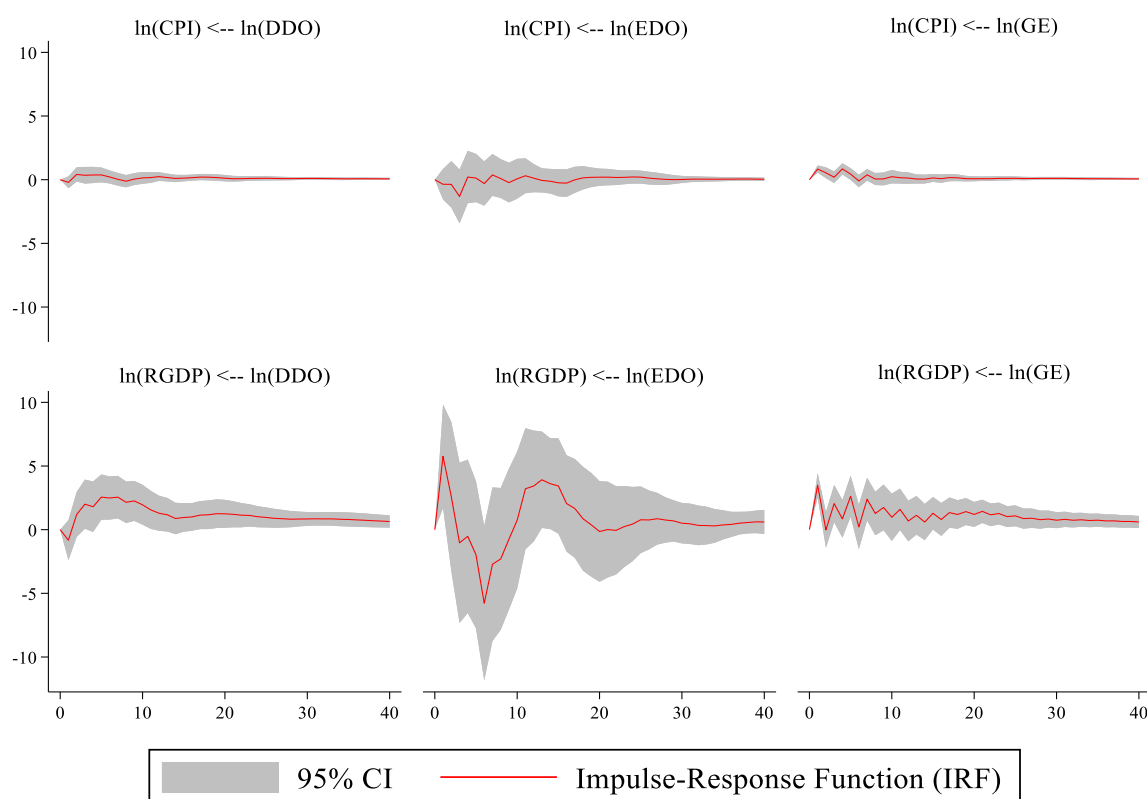 ln(CPI) <-- ln(DDO)
ln(CPI) <-- ln(EDO)
ln(CPI) <-- ln(GE)
10
5
0
-5
-10
ln(RGDP) <-- ln(DDO)
ln(RGDP) <-- ln(EDO)
ln(RGDP) <-- ln(GE)
10
5
0
-5
-10
0 10 20 30 40
0 10 20 30 40
0 10 20 30 40
95% CI
Impulse-Response Function (IRF)